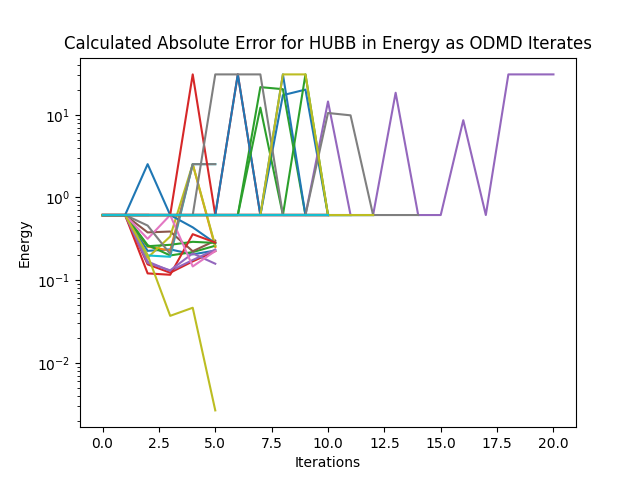 Calculated Absolute Error for HUBB in Energy as ODMD Iterates
Energy
10¹
10⁰
10⁻¹
10⁻²
0.0 2.5 5.0 7.5 10.0 12.5 15.0 17.5 20.0
Iterations